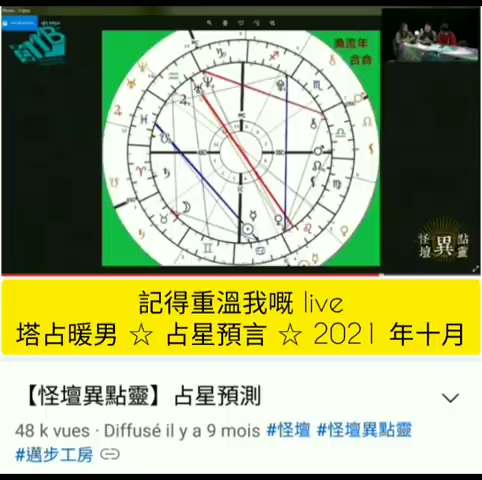 漁流年
合命
怪 異 點
壇 靈
記得重溫我嘅 live
塔占暖男 ☆ 占星預言 ☆ 2021 年十月
【怪壇異點靈】占星預測
48 k vues · Diffusé il y a 9 mois #怪壇 #怪壇異點靈
#邁步工房